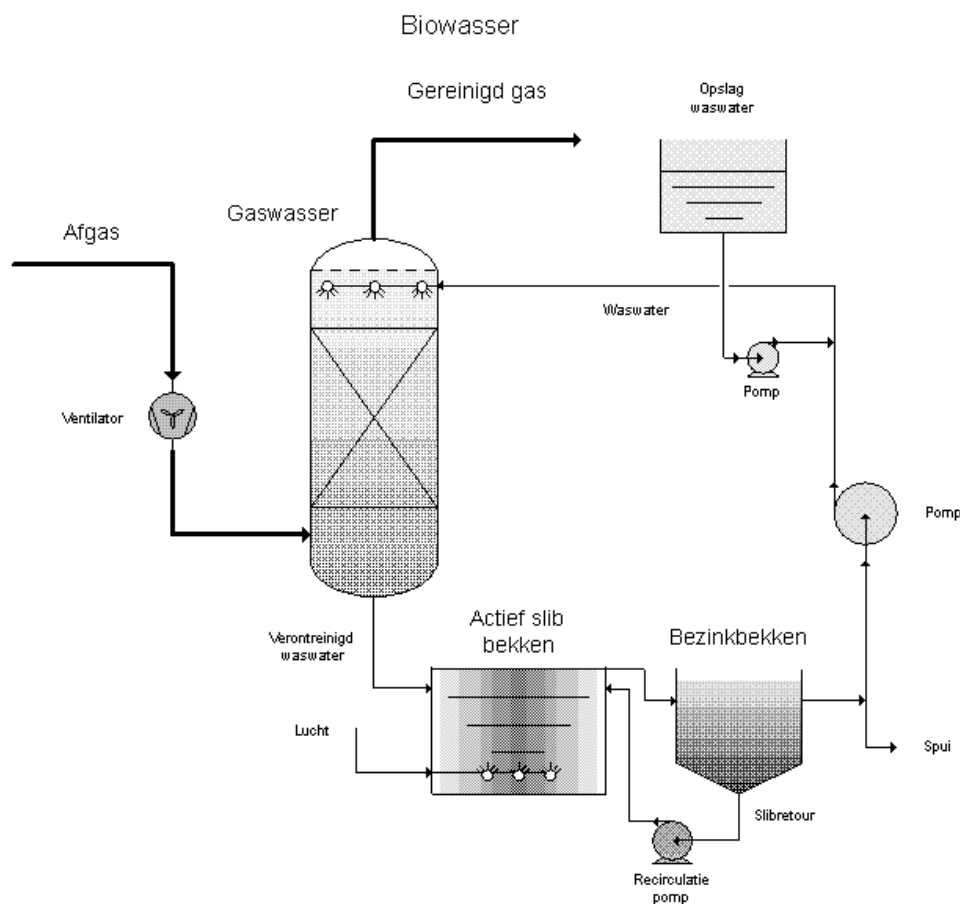 Biowasser
Gereinigd gas
Opslag
waswater
Gaswasser
Afgas
Waswater
Pomp
Ventilator
Pomp
Verontreinigd
waswater
Actief slib
bekken
Bezinkbekken
Lucht
Spui
Slibretour
Recirculatie
pomp